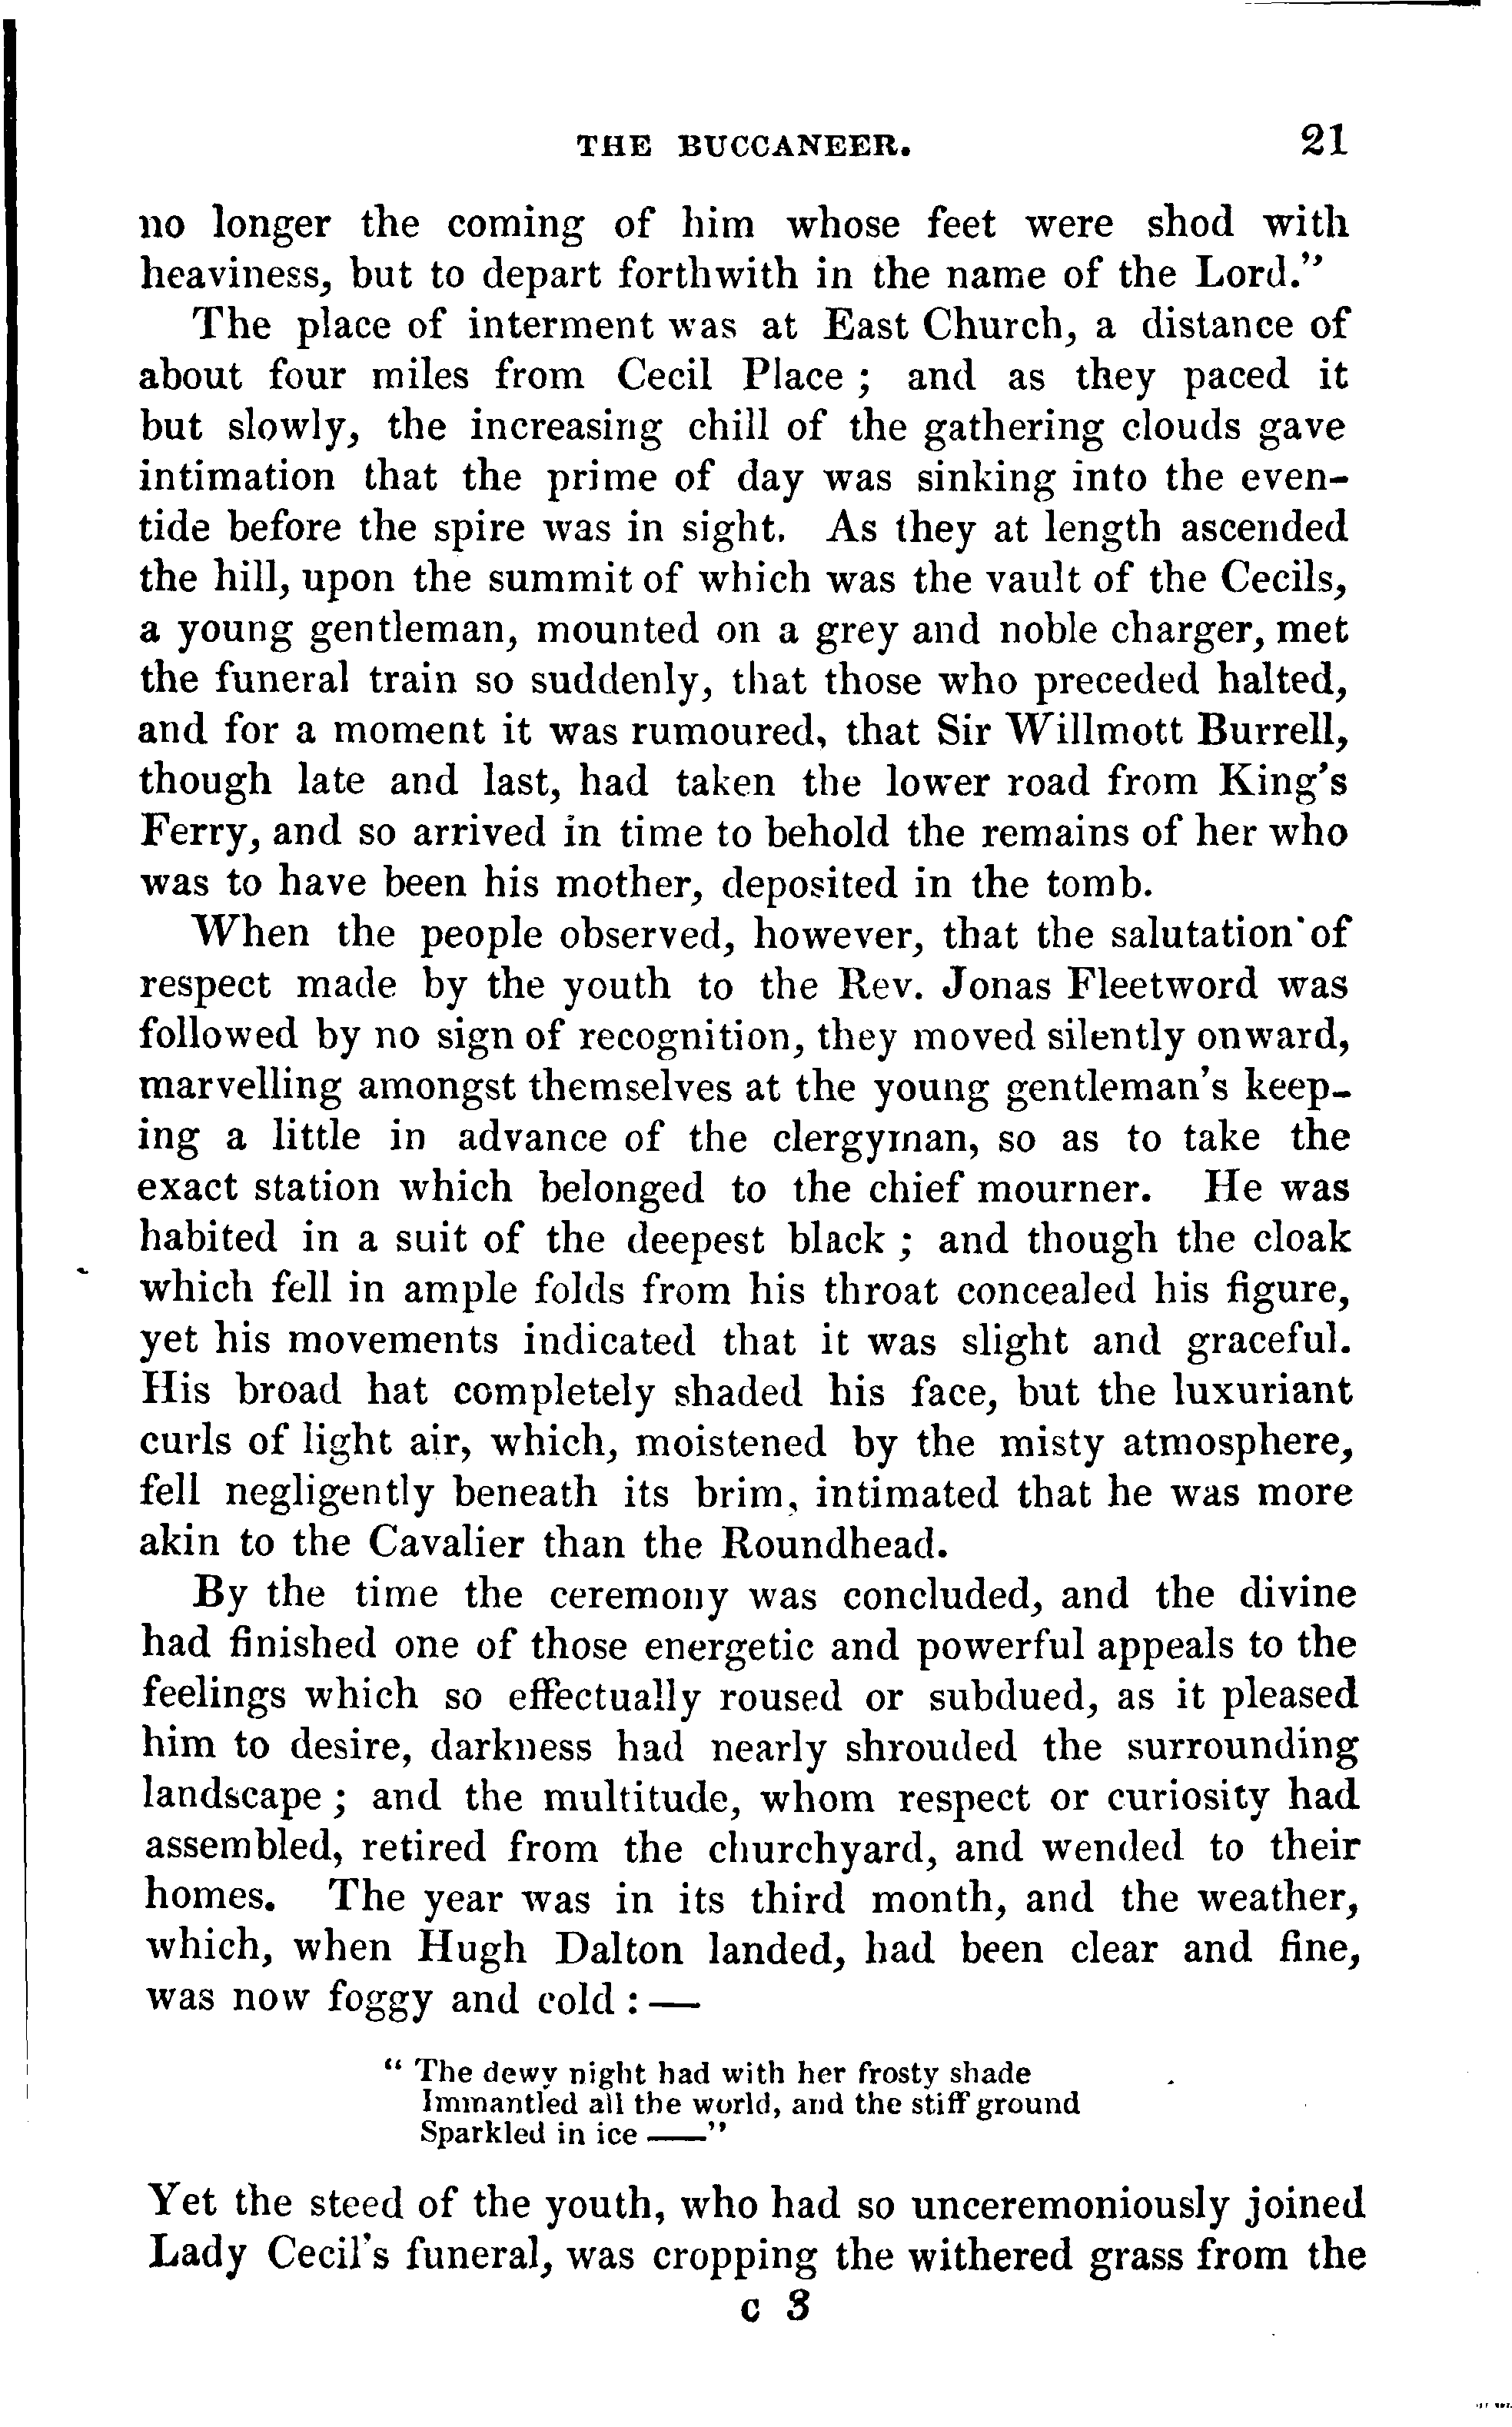 THE BUCCANEER. 21
no longer the coming of him whose feet were shod with
heaviness, but to depart forthwith in the name of the Lord."
The place of interment was at East Church, a distance of
about four miles from Cecil Place ; and as they paced it
but slowly, the increasing chill of the gathering clouds gave
intimation that the prime of day was sinking into the even-
tide before the spire was in sight. As they at length ascended
the hill, upon the summit of which was the vault of the Cecils,
a young gentleman, mounted on a grey and noble charger, met
the funeral train so suddenly, that those who preceded halted,
and for a moment it was rumoured, that Sir Willmott Burrell,
though late and last, had taken the lower road from King's
Ferry, and so arrived in time to behold the remains of her who
was to have been his mother, deposited in the tomb.
When the people observed, however, that the salutation of
respect made by the youth to the Rev. Jonas Fleetword was
followed by no sign of recognition, they moved silently onward,
marvelling amongst themselves at the young gentleman's keep-
ing a little in advance of the clergyman, so as to take the
exact station which belonged to the chief mourner. He was
habited in a suit of the deepest black ; and though the cloak
which fell in ample folds from his throat concealed his figure,
yet his movements indicated that it was slight and graceful.
His broad hat completely shaded his face, but the luxuriant
curls of light air, which, moistened by the misty atmosphere,
fell negligently beneath its brim, intimated that he was more
akin to the Cavalier than the Roundhead.
By the time the ceremony was concluded, and the divine
had finished one of those energetic and powerful appeals to the
feelings which so effectually roused or subdued, as it pleased
him to desire, darkness had nearly shrouded the surrounding
landscape ; and the multitude, whom respect or curiosity had
assembled, retired from the churchyard, and wended to their
homes. The year was in its third month, and the weather,
which, when Hugh Dalton landed, had been clear and fine,
was now foggy and cold : —
" The dewy night had with her frosty shade
Immantled all the world, and the stiff ground
Sparkled in ice ——"
Yet the steed of the youth, who had so unceremoniously joined
Lady Cecil's funeral, was cropping the withered grass from the
C 3